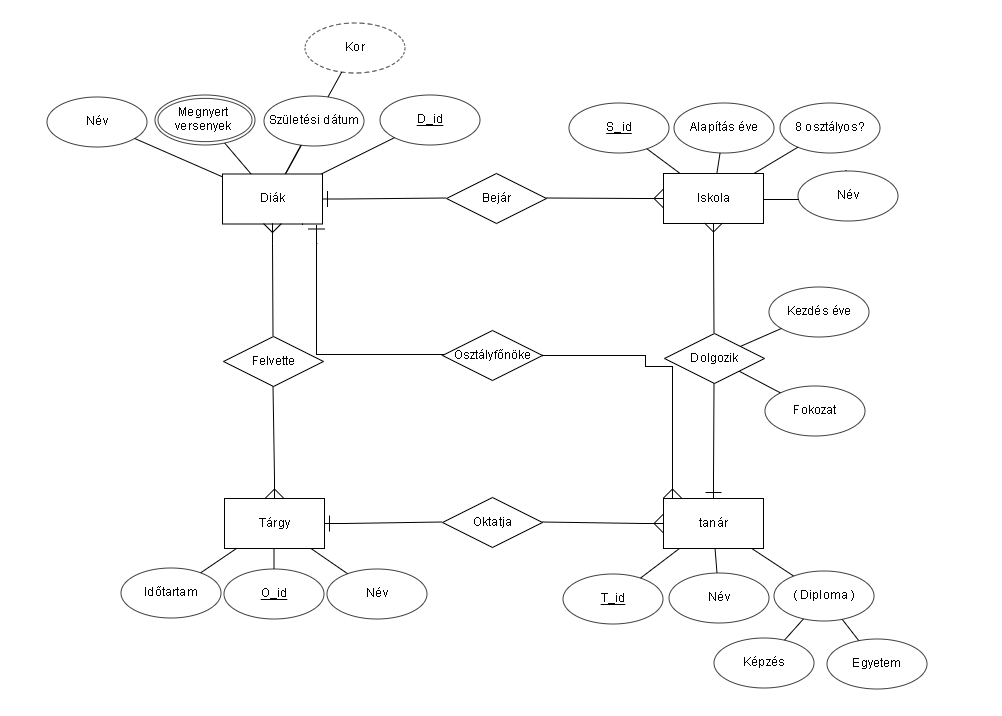 Kor
Név
Megnyert
versenyek
Születési dátum
D_id
S_id
Alapítás éve
8 osztályos?
Diák
Bejár
Iskola
Név
Kezdés éve
Felvette
Osztályfőnöke
Dolgozik
Fokozat
Tárgy
Oktatja
tanár
Időtartam
O_id
Név
T_id
Név
( Diploma )
Képzés
Egyetem